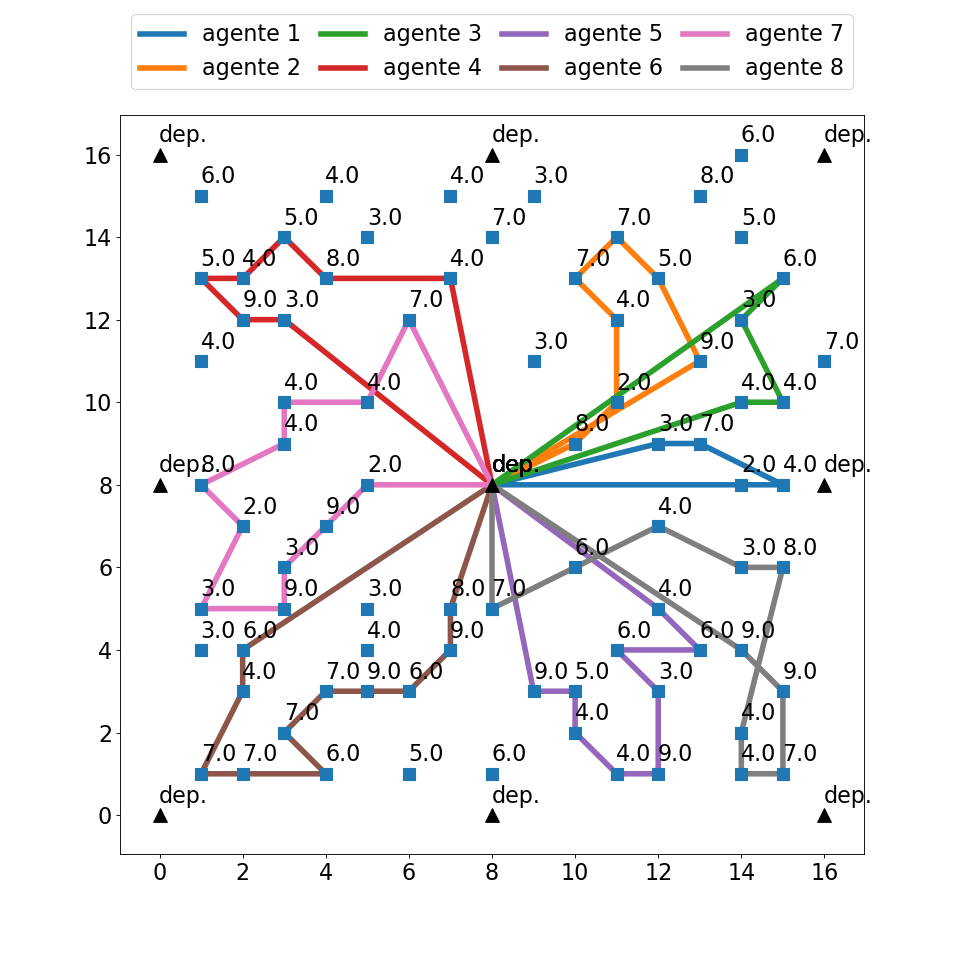 agente 1 agente 3 agente 5 agente 7
agente 2 agente 4 agente 6 agente 8
dep. dep. 6.0 dep.
16
6.0 4.0 4.0 3.0 8.0
5.0 3.0 7.0 7.0 5.0
14
5.0 4.0 8.0 4.0 7.0 5.0 6.0
9.0 3.0 7.0 4.0 3.0
12
4.0 3.0 9.0 7.0
4.0 4.0 2.0 4.0 4.0
10
4.0 8.0 3.0 7.0
dep. 8.0 2.0 dep. 2.0 4.0 dep.
8
2.0 9.0 4.0
3.0 6.0 3.0 8.0
6
3.0 9.0 3.0 8.0 7.0 4.0
3.0 6.0 4.0 9.0 6.0 6.0 9.0
4
4.0 7.0 9.0 6.0 9.0 5.0 3.0 9.0
7.0 4.0 4.0
2
7.0 7.0 6.0 5.0 6.0 4.0 9.0 4.0 7.0
dep. dep. dep.
0
0 2 4 6 8 10 12 14 16